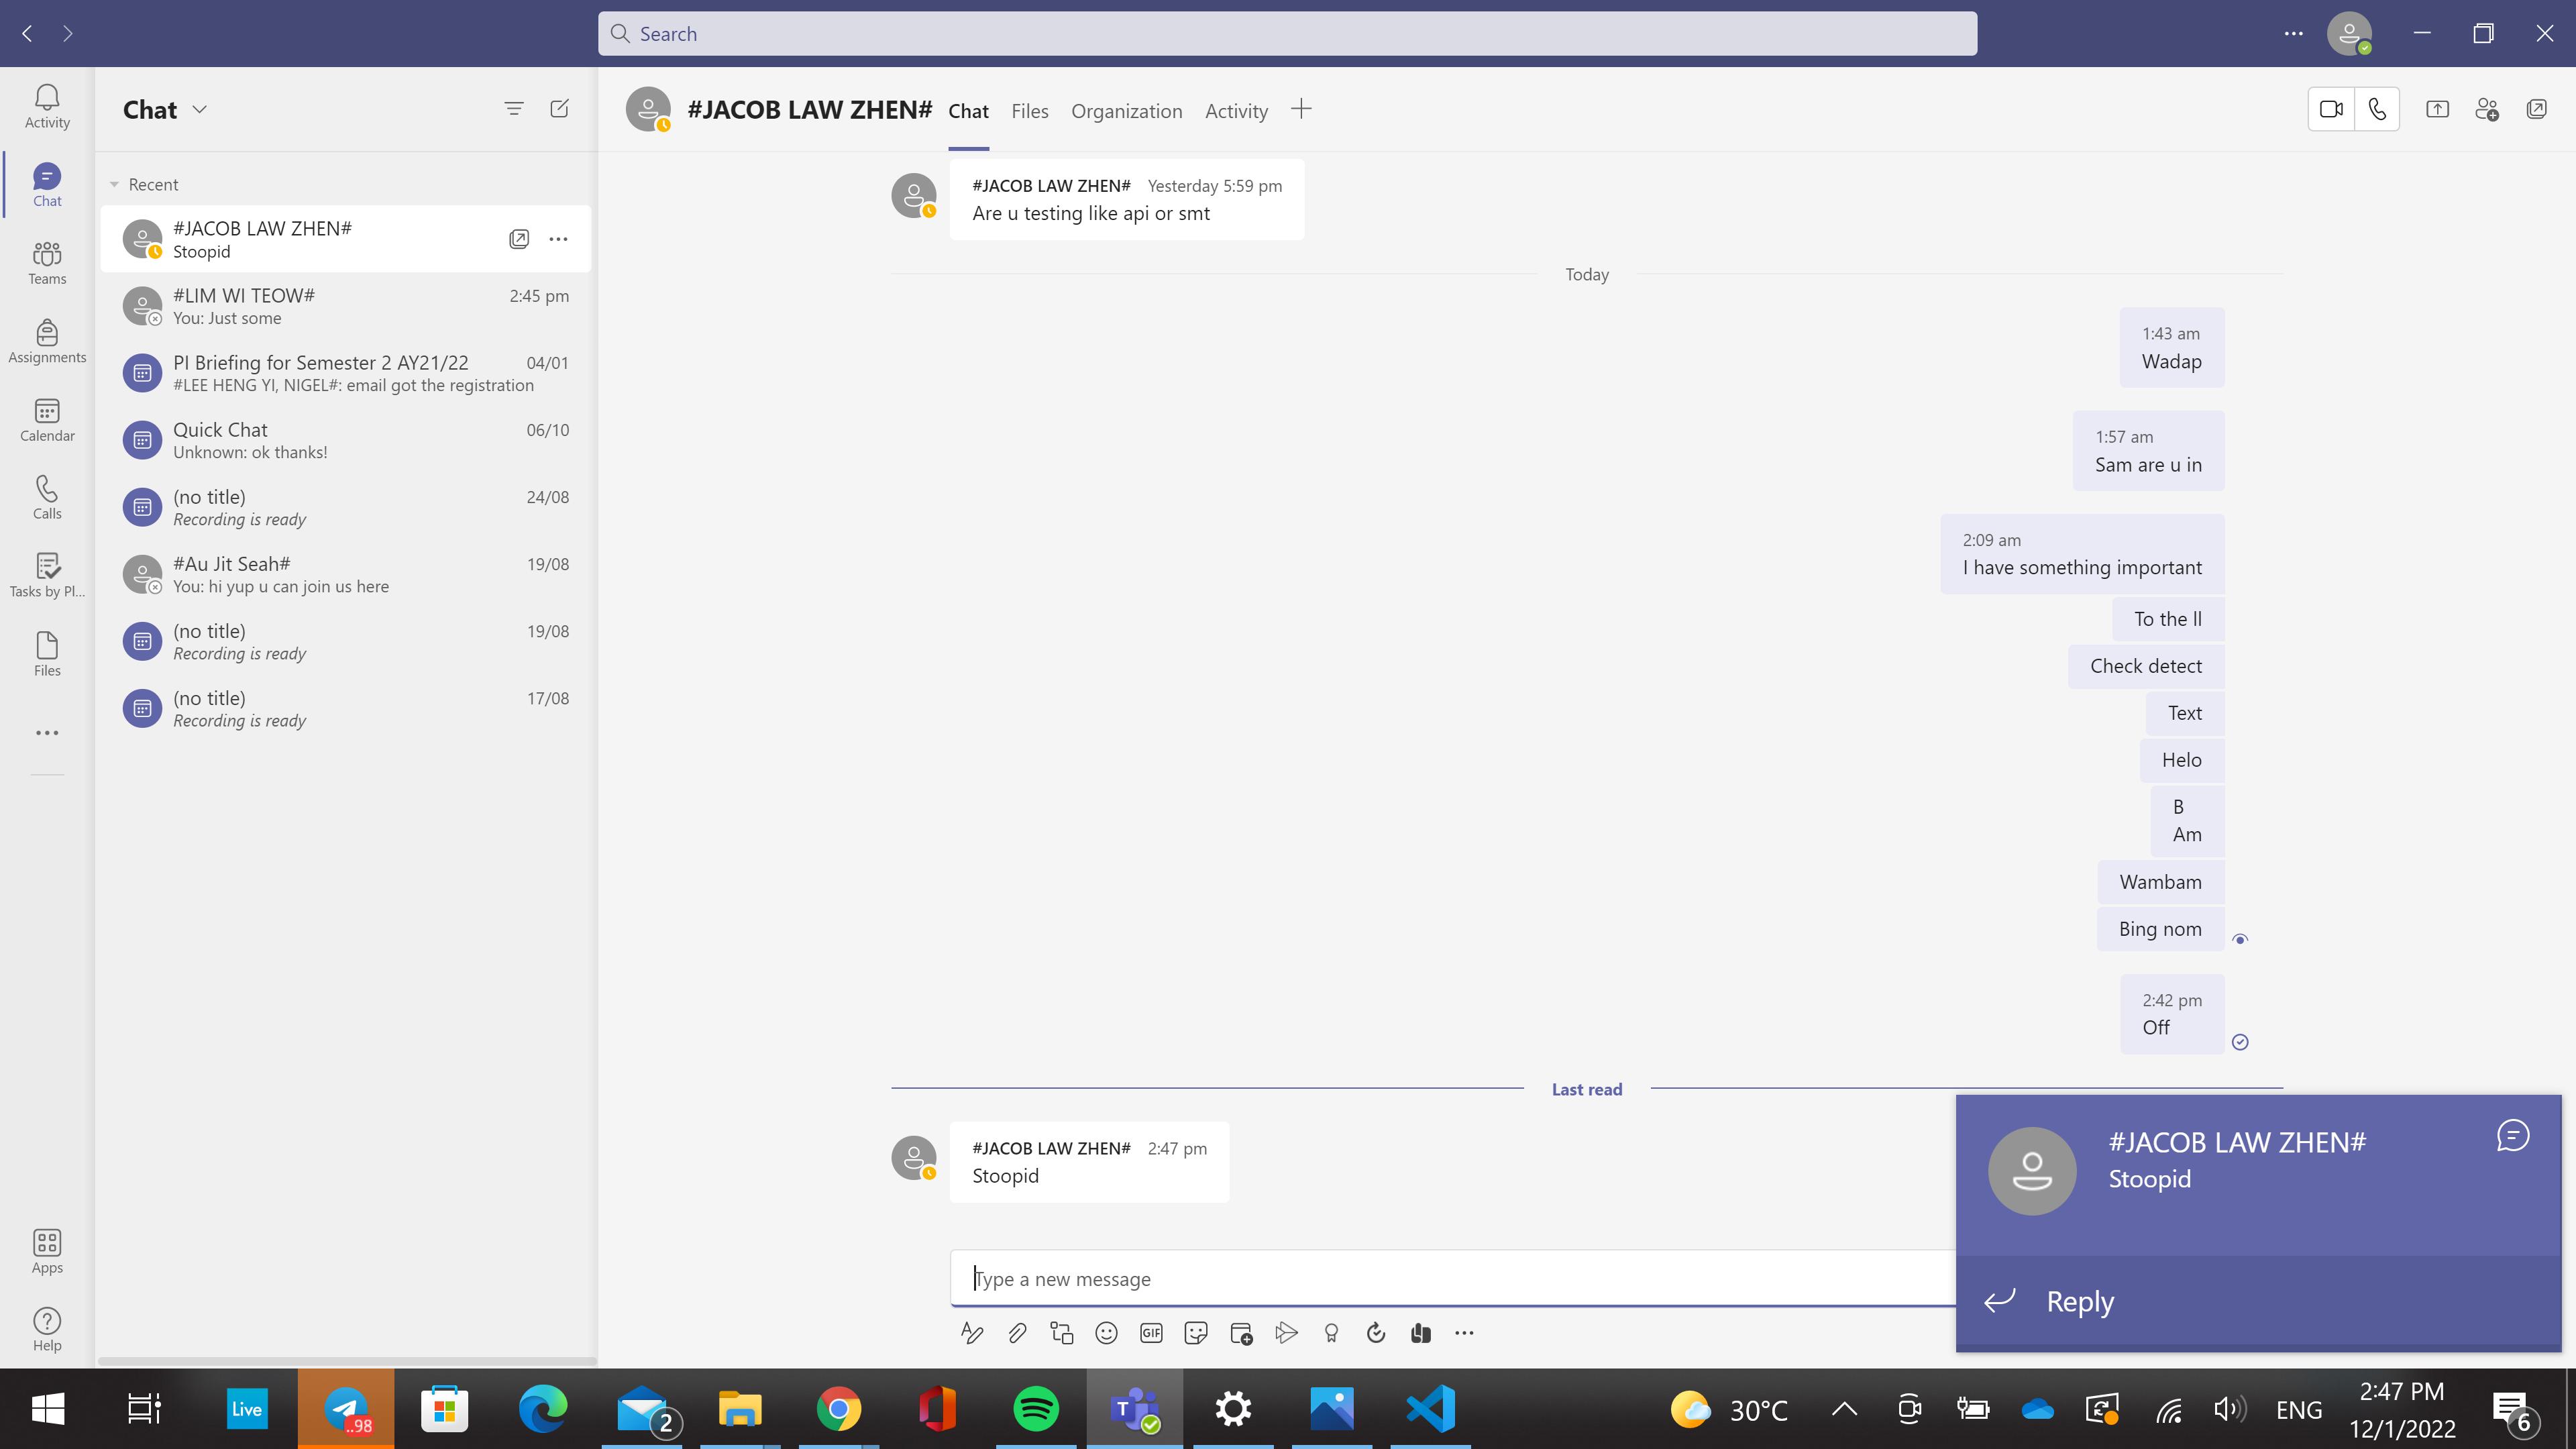 Search
Activity
Chat
Teams
Assignments
Calendar
Calls
Tasks by Pl...
Files
Apps
Help
Chat
Recent
#JACOB LAW ZHEN#
Stoopid
#LIM WI TEOW#
2:45 pm
You: Just some
PI Briefing for Semester 2 AY21/22
04/01
#LEE HENG YI, NIGEL#: email got the registration
Quick Chat
06/10
Unknown: ok thanks!
(no title)
24/08
Recording is ready
#Au Jit Seah#
19/08
You: hi yup u can join us here
(no title)
19/08
Recording is ready
(no title)
17/08
Recording is ready
#JACOB LAW ZHEN# Chat Files Organization Activity
#JACOB LAW ZHEN# Yesterday 5:59 pm
Are u testing like api or smt
Today
1:43 am
Wadap
1:57 am
Sam are u in
2:09 am
I have something important
To the ll
Check detect
Text
Helo
B
Am
Wambam
Bing nom
2:42 pm
Off
Last read
#JACOB LAW ZHEN# 2:47 pm
Stoopid
Type a new message
GIF
#JACOB LAW ZHEN#
Stoopid
Reply
Live
..98
2
T
30°C
ENG
2:47 PM
12/1/2022
6